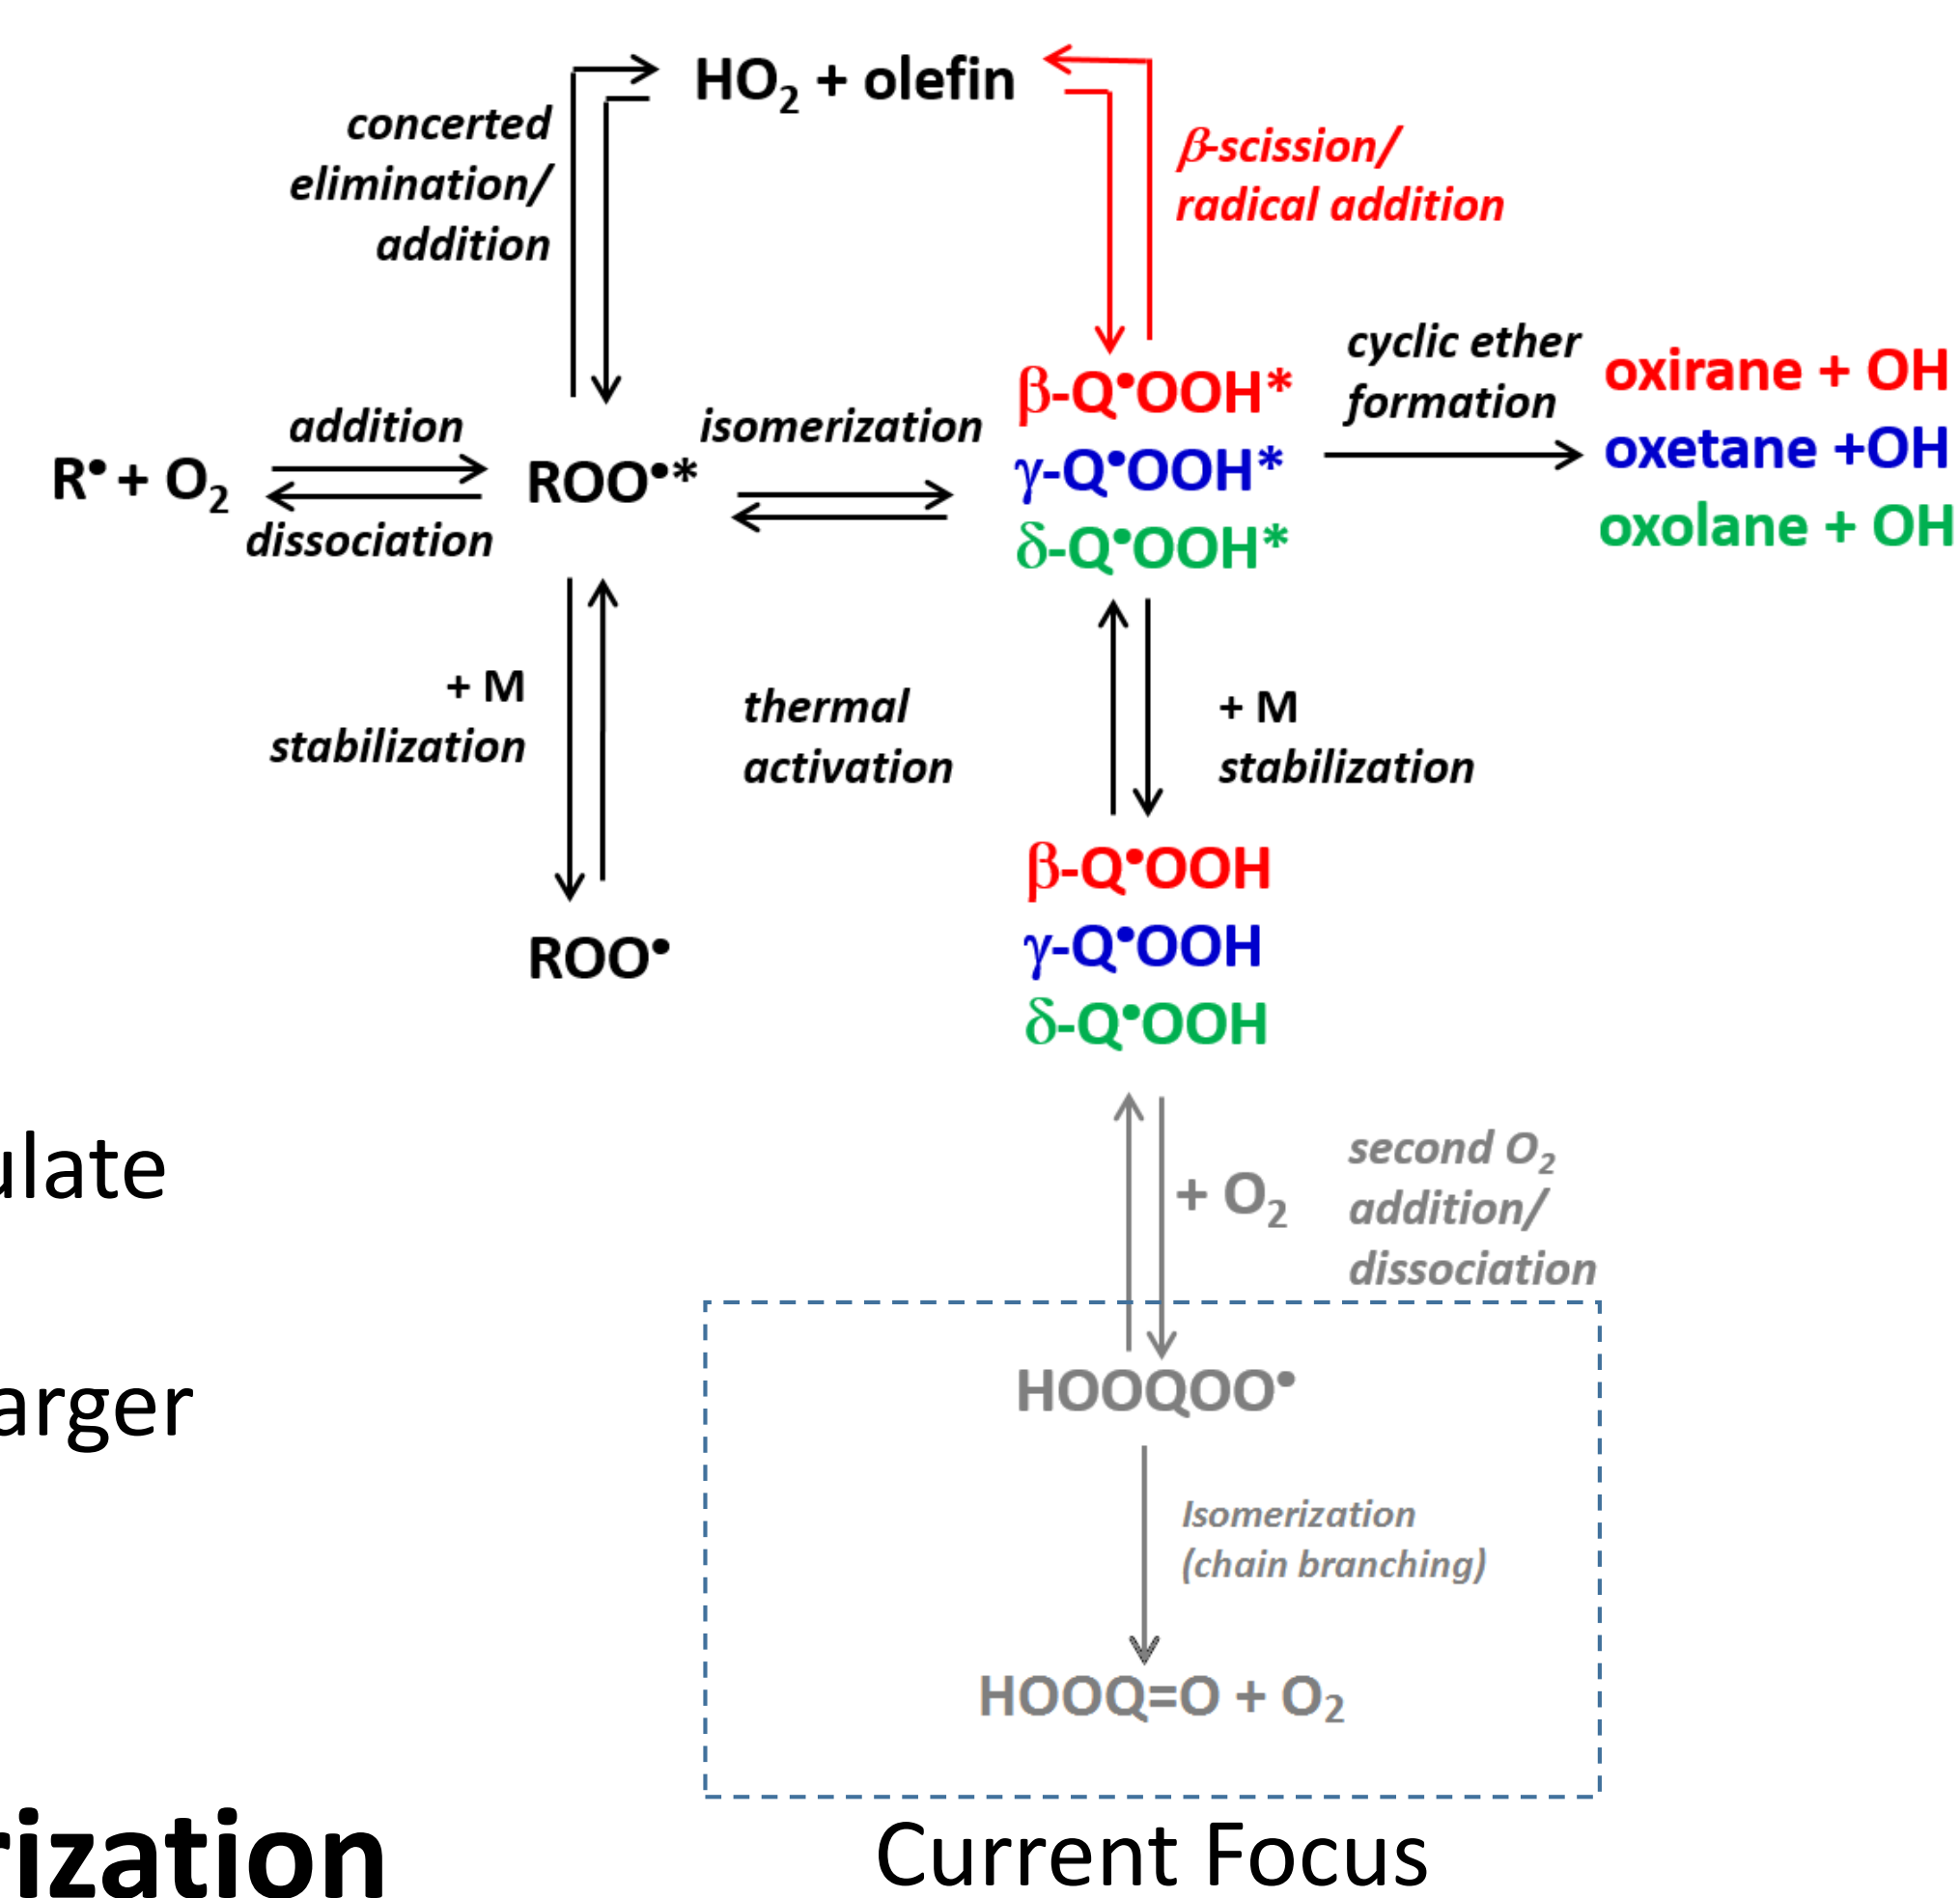 HO₂ + olefin
concerted
elimination/
addition
β-scission/
radical addition
R• + O₂
addition
dissociation
ROO•*
isomerization
β-Q•OOH*
γ-Q•OOH*
δ-Q•OOH*
cyclic ether
formation
oxirane + OH
oxetane +OH
oxolane + OH
+ M
stabilization
thermal
activation
+ M
stabilization
ROO•
β-Q•OOH
γ-Q•OOH
δ-Q•OOH
ulate
+ O₂
second O₂
addition/
dissociation
arger
HOOQOO•
Isomerization
(chain branching)
HOOQ=O + O₂
rization
Current Focus